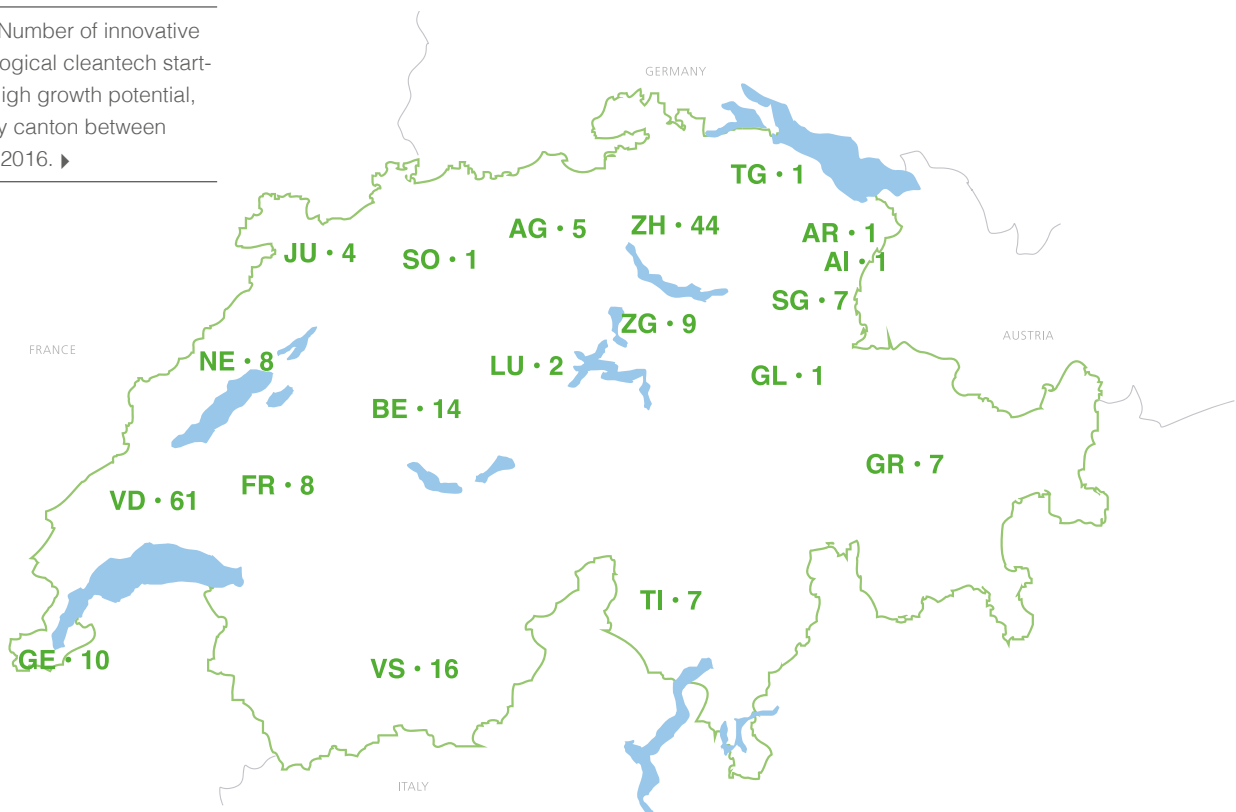 Number of innovative
ogical cleantech start-
igh growth potential,
y canton between
2016.
GERMANY
TG • 1
AG • 5
ZH • 44
AR • 1
JU • 4
SO • 1
AI • 1
SG • 7
ZG • 9
FRANCE
AUSTRIA
NE • 8
LU • 2
GL • 1
BE • 14
GR • 7
FR • 8
VD • 61
TI • 7
GE • 10
VS • 16
ITALY